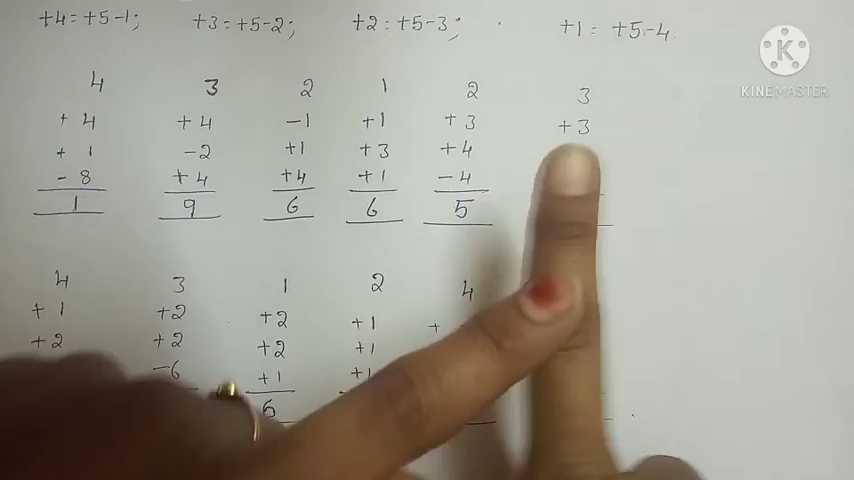 +4=+5-1; +3=+5-2; +2=+5-3; +1=+5-4
KINEMASTER
4 3 2 1 2 3
+4 +4 -1 +1 +3 +3
+1 -2 +1 +3 +4
-8 +4 +4 +1 -4
1 9 6 6 5
4 3 1 2 4
+1 +2 +2 +1 +
+2 +2 +2 +1
-6 +1 +1
6